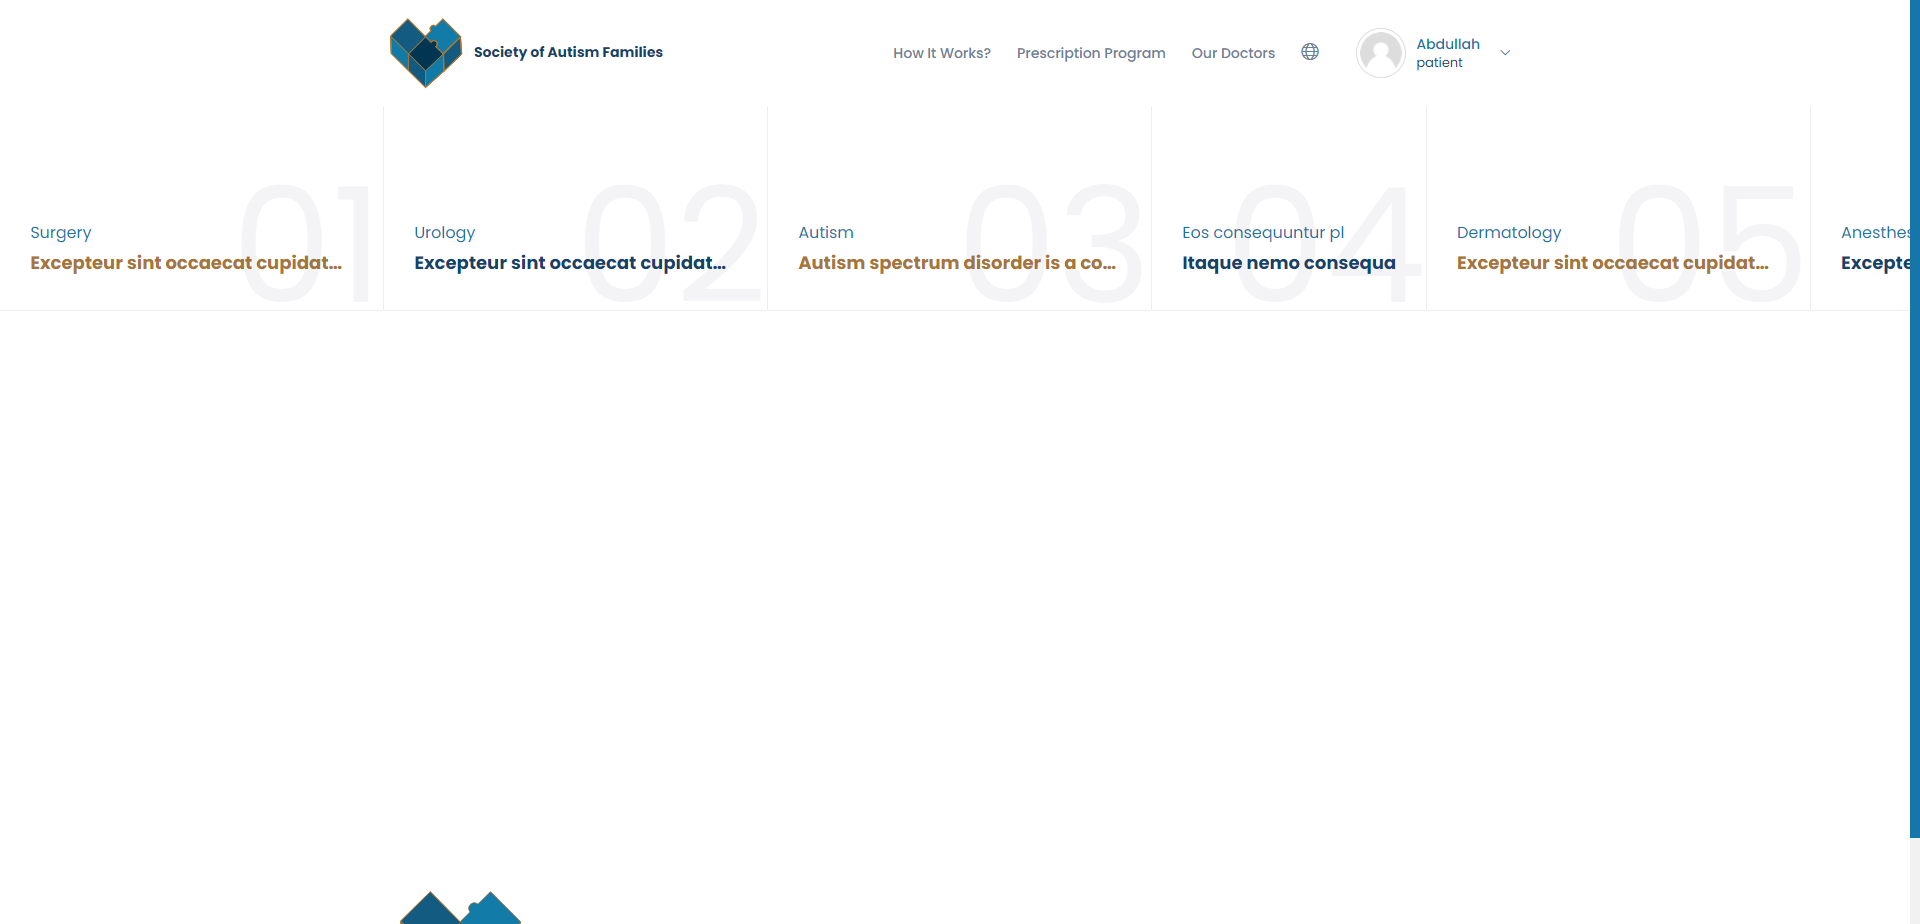 Society of Autism Families
How It Works?
Prescription Program
Our Doctors
Abdullah
patient
01
Surgery
Excepteur sint occaecat cupidat...
02
Urology
Excepteur sint occaecat cupidat...
03
Autism
Autism spectrum disorder is a co...
04
Eos consequuntur pl
Itaque nemo consequa
05
Dermatology
Excepteur sint occaecat cupidat...
Anesthes
Excepte